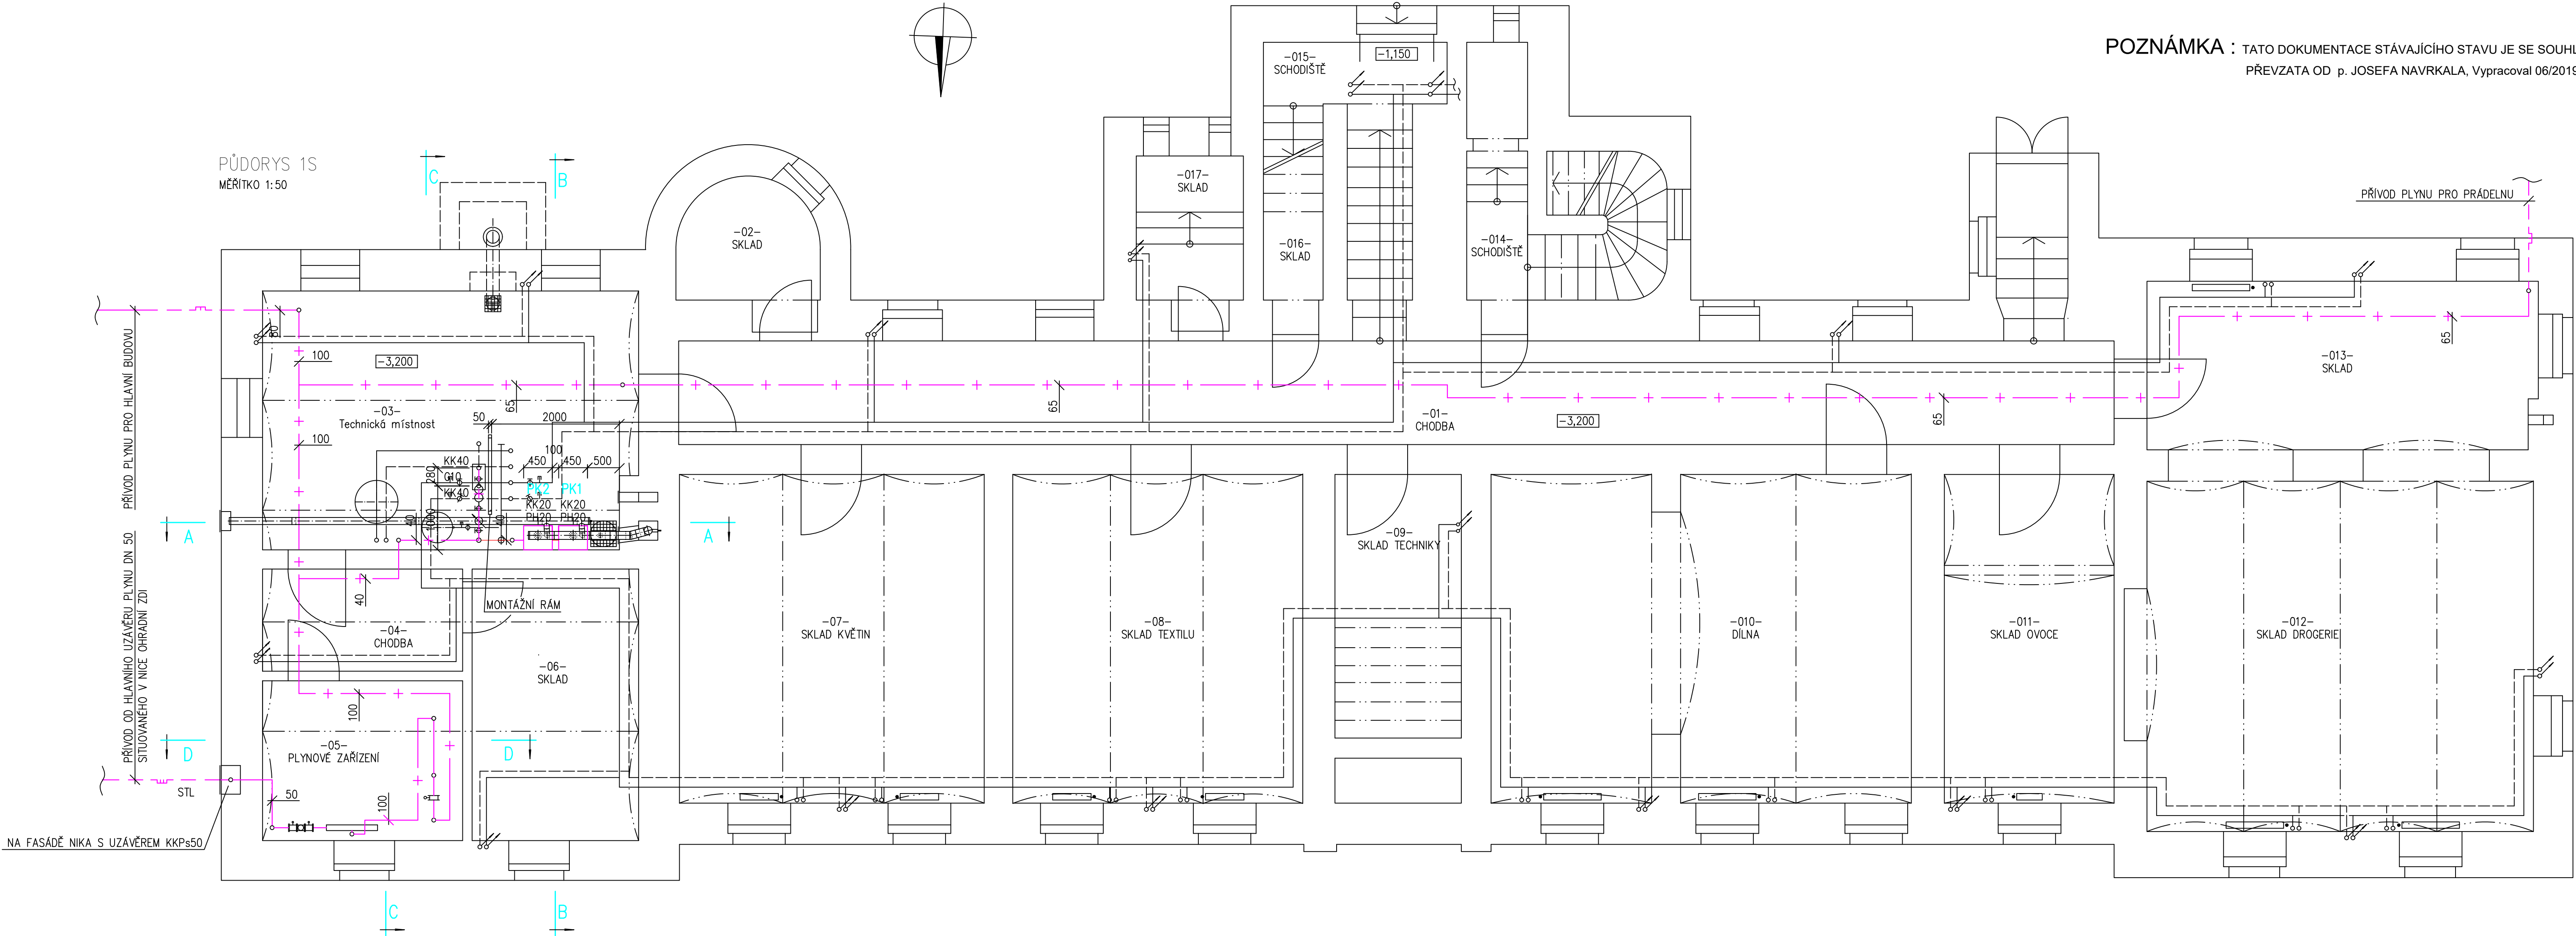 POZNÁMKA : TATO DOKUMENTACE STÁVAJÍCÍHO STAVU JE SE SOUHL
PŘEVZATA OD p. JOSEFA NAVRKALA, Vypracoval 06/2019
PŮDORYS 1S
MĚŘÍTKO 1:50
C
B
-015-
SCHODIŠTĚ
-1,150
-017-
SKLAD
-016-
SKLAD
-014-
SCHODIŠTĚ
-02-
SKLAD
PŘÍVOD PLYNU PRO PRÁDELNU
PŘÍVOD PLYNU PRO HLAVNÍ BUDOVU
80
100
-3,200
65
-03-
Technická místnost
100
50
2000
65
-01-
CHODBA
-3,200
65
65
-013-
SKLAD
100
450
450
500
KK40
G10
KK40
280
PK2
PK1
KK20
KK20
PH20
PH20
40
1000
40
A
A
MONTÁŽNÍ RÁM
40
-04-
CHODBA
-06-
SKLAD
-07-
SKLAD KVĚTIN
-08-
SKLAD TEXTILU
-09-
SKLAD TECHNIKY
-010-
DÍLNA
-011-
SKLAD OVOCE
-012-
SKLAD DROGERIE
PŘÍVOD OD HLAVNÍHO UZÁVĚRU PLYNU DN 50
SITUOVANÉHO V NICE OHRADNÍ ZDI
100
-05-
PLYNOVÉ ZAŘÍZENÍ
D
D
STL
50
100
NA FASÁDĚ NIKA S UZÁVĚREM KKPs50
C
B